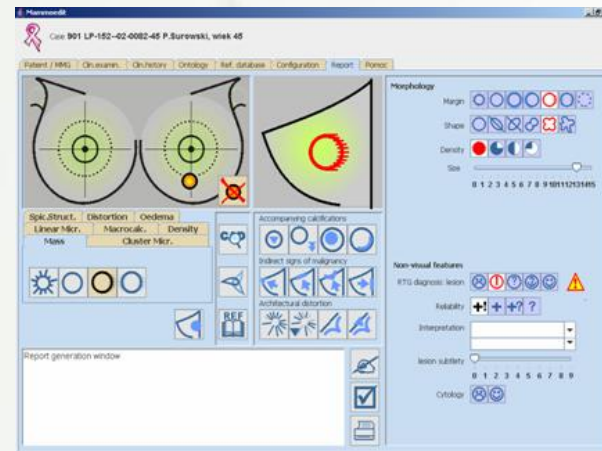 Mammoedit
Case 901 LP-152--02-0082-45 P.Surowski, wiek 45
Patient / MMG Clin.examn. Clin.history Ontology Ref. database Configuration Report Pomoc
Morphology
Margin
Shape
Density
Size
0 1 2 3 4 5 6 7 8 9 10 11 12 13 14 15
Spic.Struct. Distortion Oedema
Linear Micr. Macrocalc. Density
Mass Cluster Micr.
Accompanying calcifications
Indirect signs of malignancy
Architectural distortion
REF
Non-visual features
RTG diagnosis: lesion
Reliability +! + +? ?
Interpretation
lesion subtlety
0 1 2 3 4 5 6 7 8 9
Cytology
Report generation window